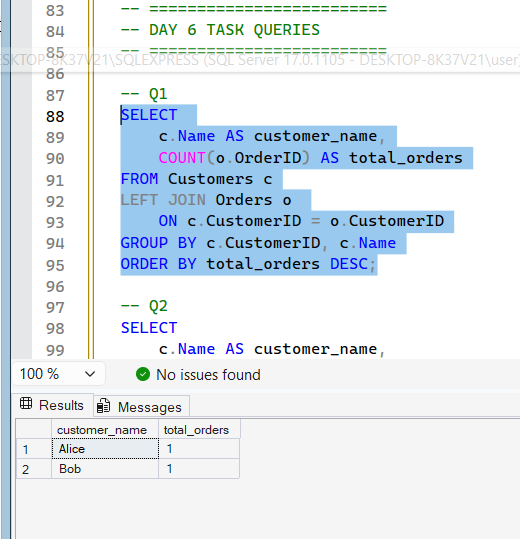 83 -- =========================
84 -- DAY 6 TASK QUERIES
85 -- =========================
SKTOP-8K37V21\SQLEXPRESS (SQL Server 17.0.1105 - DESKTOP-8K37V21\user)
86
87 -- Q1
88 SELECT
89 c.Name AS customer_name,
90 COUNT(o.OrderID) AS total_orders
91 FROM Customers c
92 LEFT JOIN Orders o
93 ON c.CustomerID = o.CustomerID
94 GROUP BY c.CustomerID, c.Name
95 ORDER BY total_orders DESC;
96
97 -- Q2
98 SELECT
99 c.Name AS customer_name,
100 % No issues found
Results Messages
customer_name total_orders
1 Alice 1
2 Bob 1